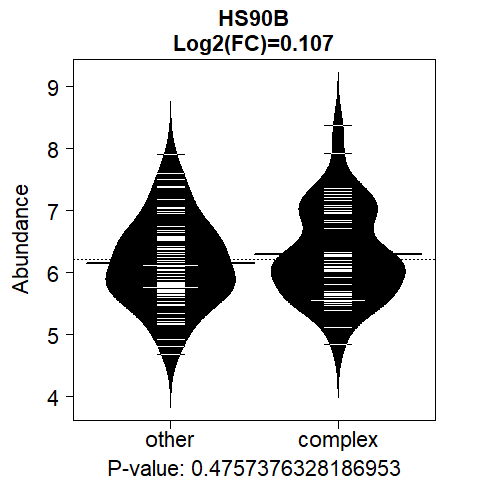 HS90B
Log2(FC)=0.107
9
8
7
6
5
4
Abundance
other complex
P-value: 0.4757376328186953